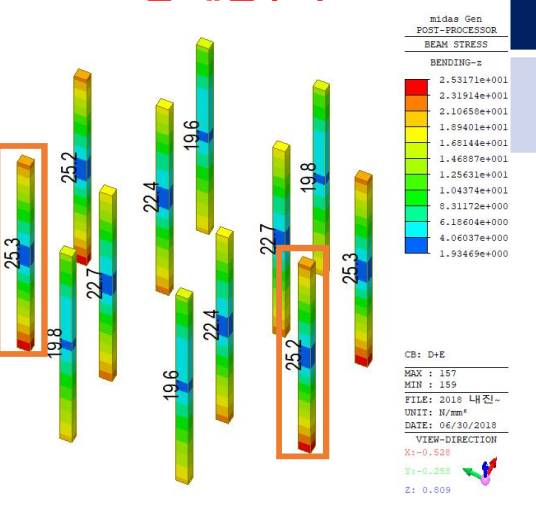 midas Gen
POST-PROCESSOR
BEAM STRESS
BENDING-z
2.53171e+001
2.31914e+001
2.10658e+001
1.89401e+001
1.68144e+001
1.46887e+001
1.25631e+001
1.04374e+001
8.31172e+000
6.18604e+000
4.06037e+000
1.93469e+000
19.6
25.2
22.4
19.8
25.3
22.7
22.7
25.3
19.8
22.4
25.2
19.6
CB: D+E
MAX : 157
MIN : 159
FILE: 2018 내진~
UNIT: N/mm²
DATE: 06/30/2018
VIEW-DIRECTION
X:-0.528
Y:-0.258
Z: 0.809